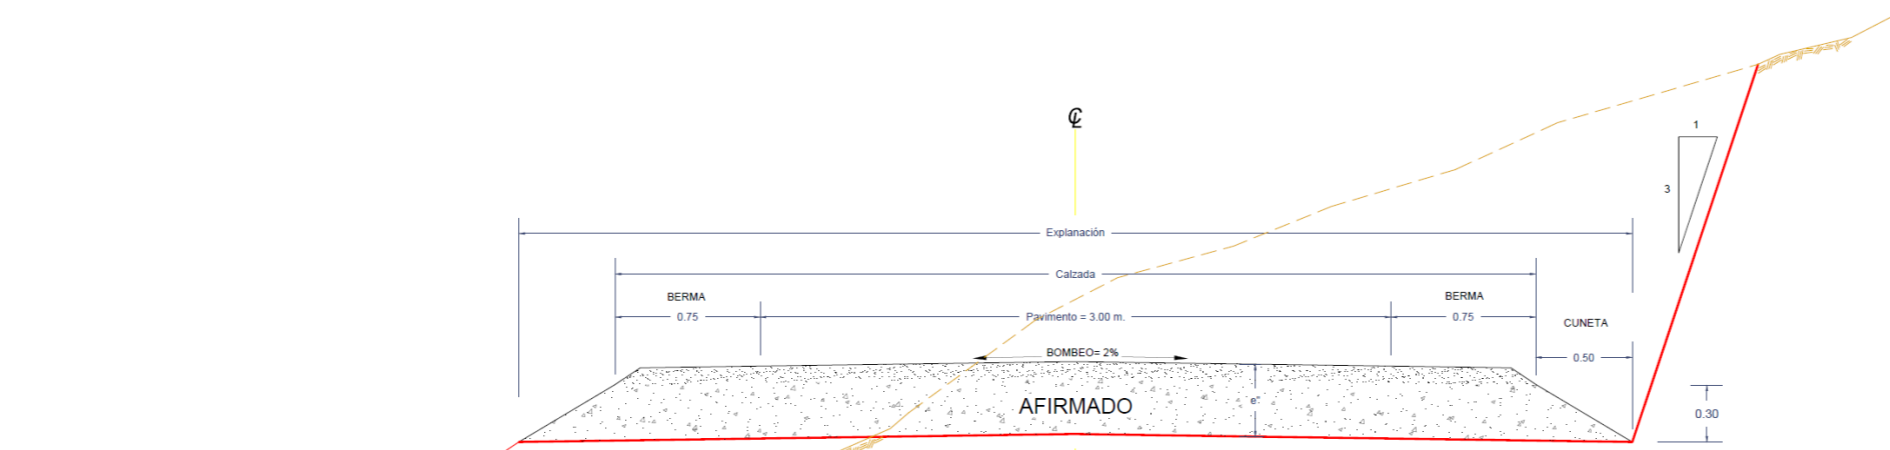 ℄
1
3
Explanación
Calzada
BERMA
BERMA
0.75
Pavimento = 3.00 m.
0.75
CUNETA
BOMBEO= 2%
0.50
e"
AFIRMADO
0.30